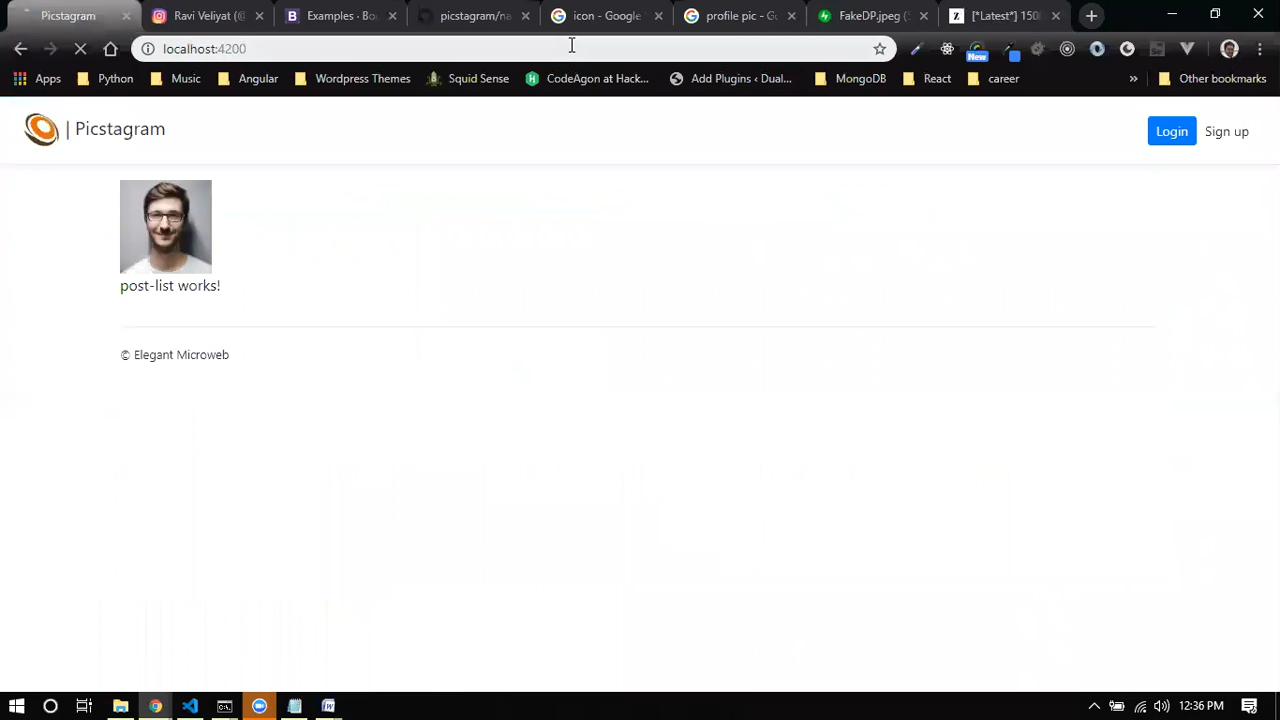 Picstagram
Ravi Veliyat (@
Examples · Bo
picstagram/na
icon - Google
profile pic - Go
FakeDP.jpeg (
[*Latest*] 150
localhost:4200
New
Apps
Python
Music
Angular
Wordpress Themes
Squid Sense
CodeAgon at Hack...
Add Plugins ‹ Dual...
MongoDB
React
career
»
Other bookmarks
| Picstagram
Login
Sign up
post-list works!
© Elegant Microweb
12:36 PM